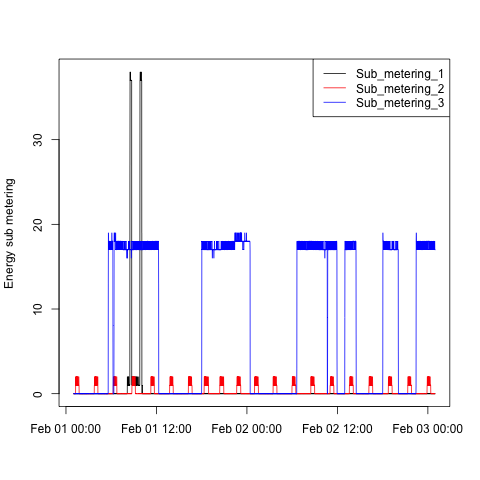 Sub_metering_1
Sub_metering_2
Sub_metering_3
Energy sub metering
30
20
10
0
Feb 01 00:00 Feb 01 12:00 Feb 02 00:00 Feb 02 12:00 Feb 03 00:00